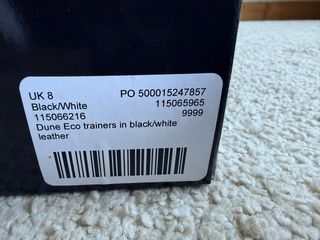 UK 8 PO 500015247857
Black/White 115065965
115066216 9999
Dune Eco trainers in black/white
leather